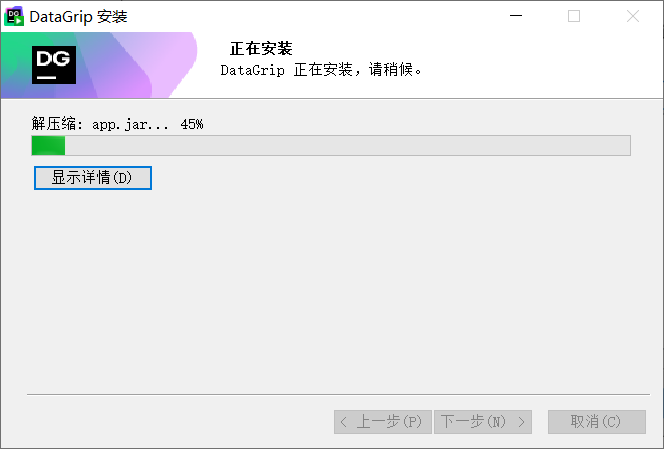 DataGrip 安装
DG
正在安装
DataGrip 正在安装，请稍候。
解压缩: app.jar... 45%
显示详情(D)
< 上一步(P) 下一步(N) > 取消(C)